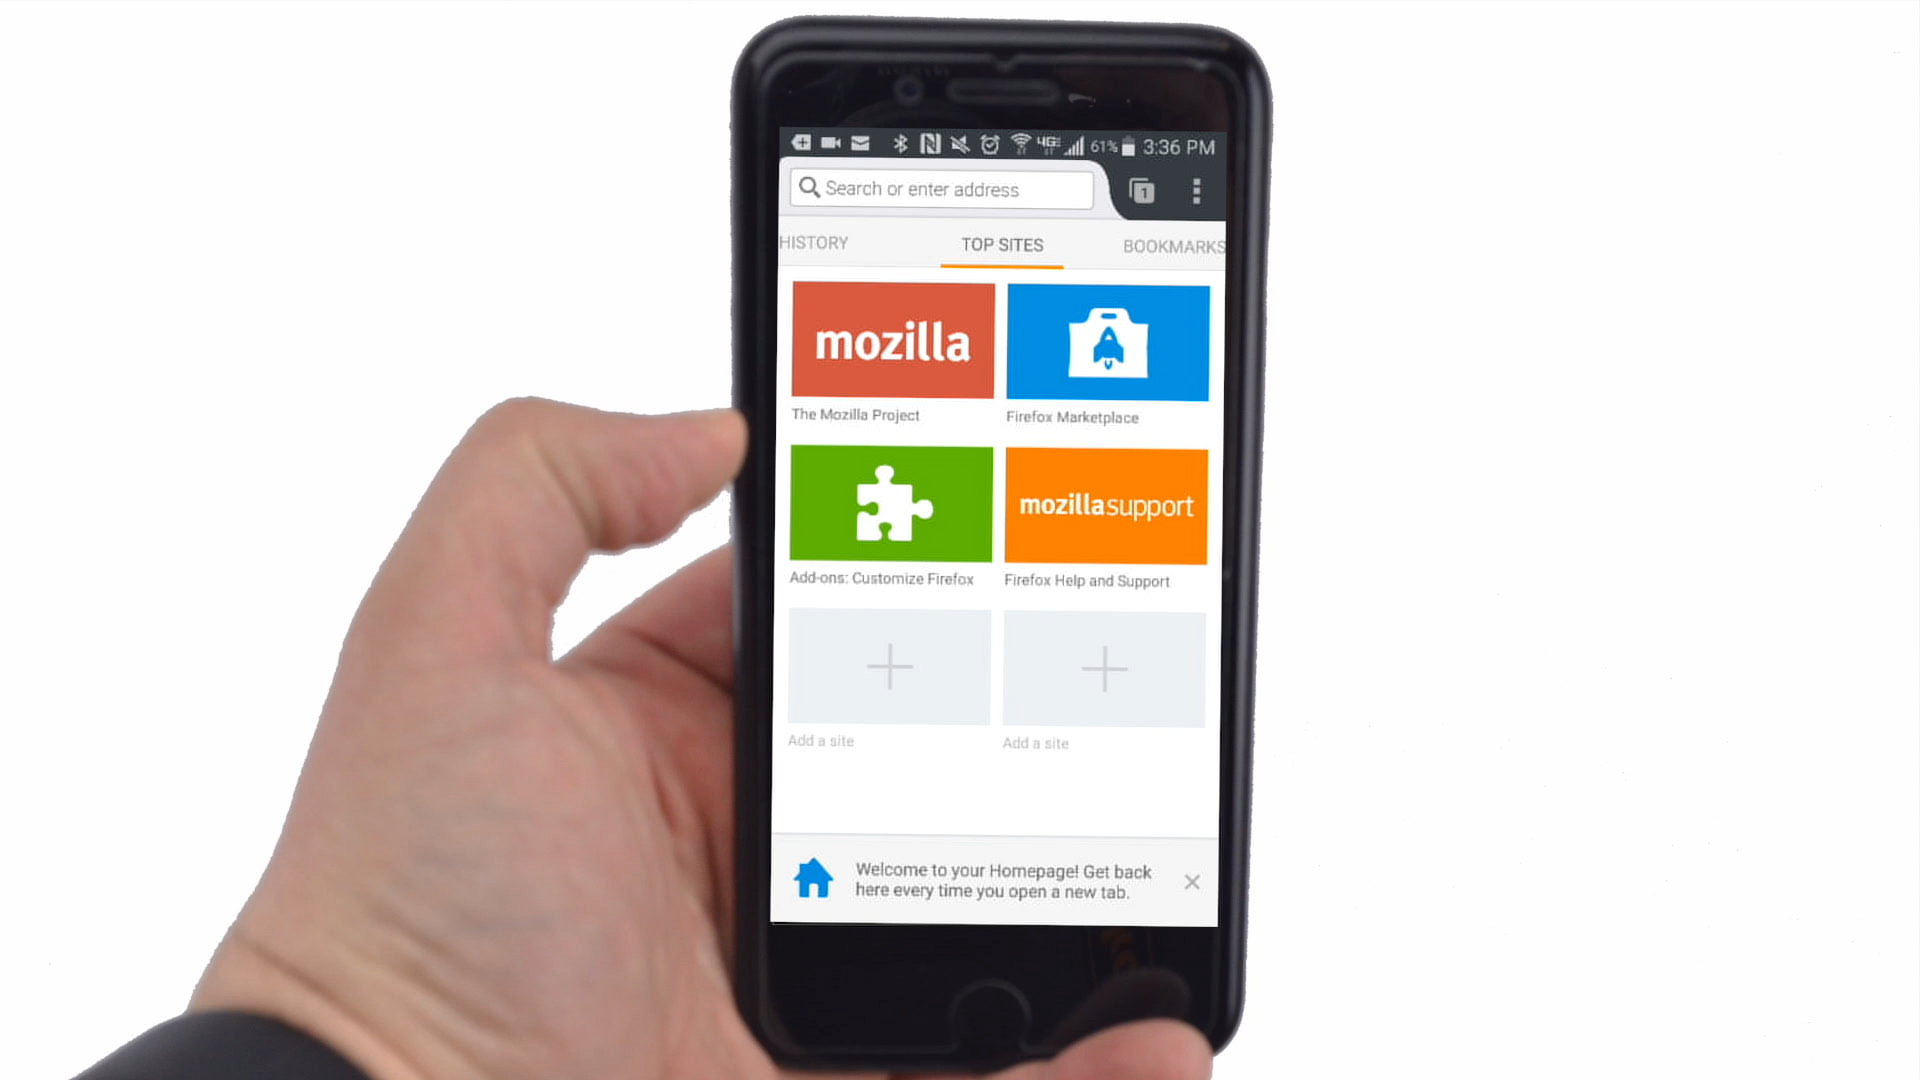 4G 61% 3:36 PM
Search or enter address
1
HISTORY TOP SITES BOOKMARKS
mozilla
The Mozilla Project
Firefox Marketplace
mozillasupport
Add-ons: Customize Firefox
Firefox Help and Support
Add a site
Add a site
Welcome to your Homepage! Get back
here every time you open a new tab.